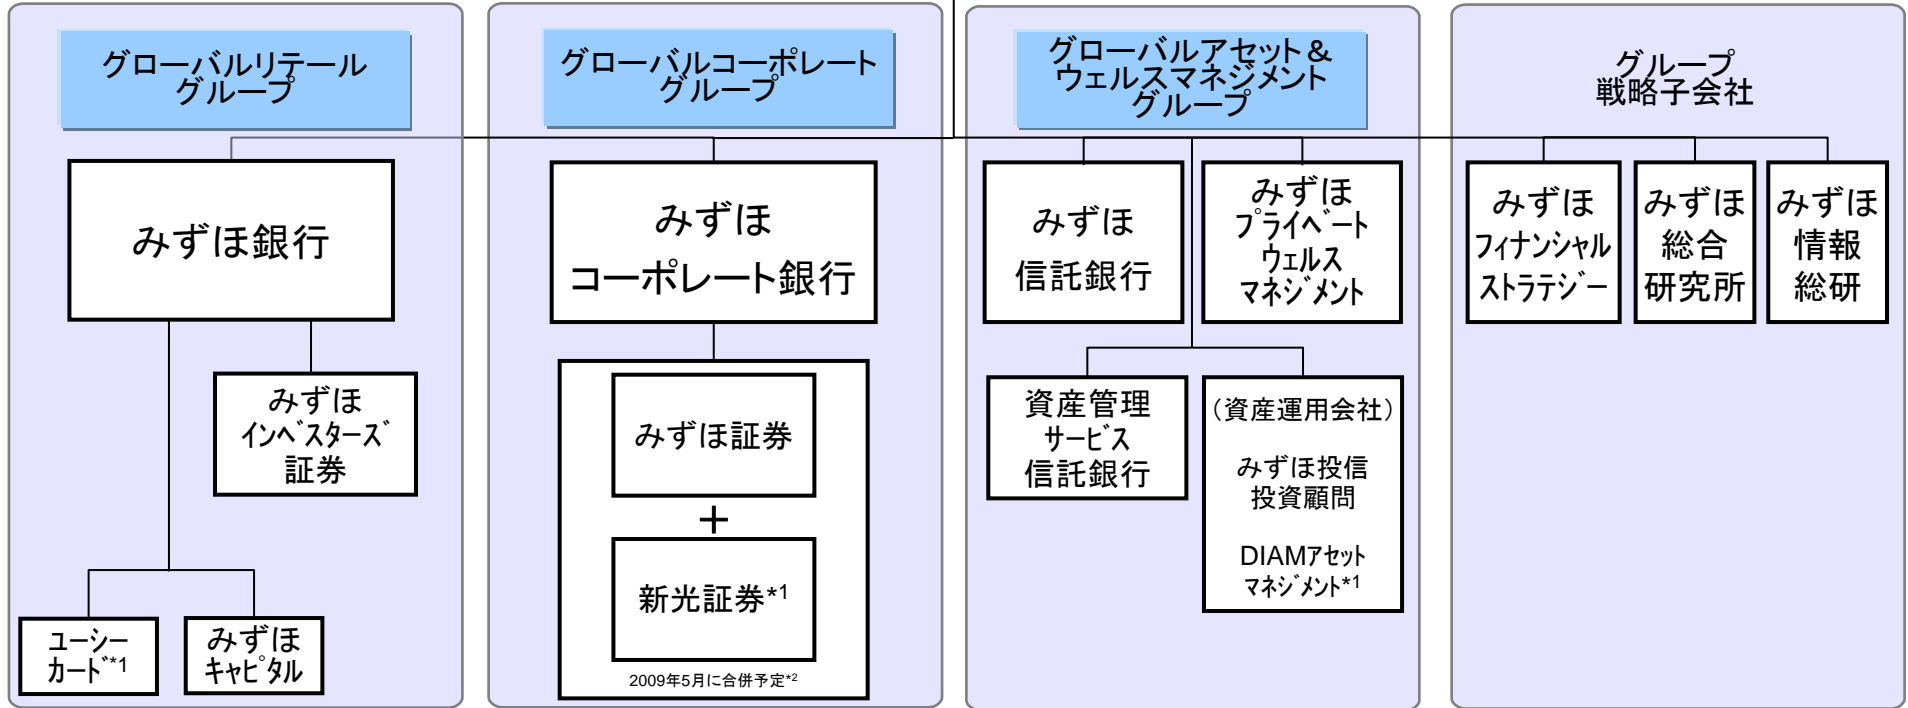 グローバルリテール
グループ
みずほ銀行
みずほ
インベスターズ
証券
ユーシー
カード*1
みずほ
キャピタル
グローバルコーポレート
グループ
みずほ
コーポレート銀行
みずほ証券
＋
新光証券*1
2009年5月に合併予定*2
グローバルアセット＆
ウェルスマネジメント
グループ
みずほ
信託銀行
みずほ
プライベート
ウェルス
マネジメント
資産管理
サービス
信託銀行
（資産運用会社）
みずほ投信
投資顧問
DIAMアセット
マネジメント*1
グループ
戦略子会社
みずほ
フィナンシャル
ストラテジー
みずほ
総合
研究所
みずほ
情報
総研